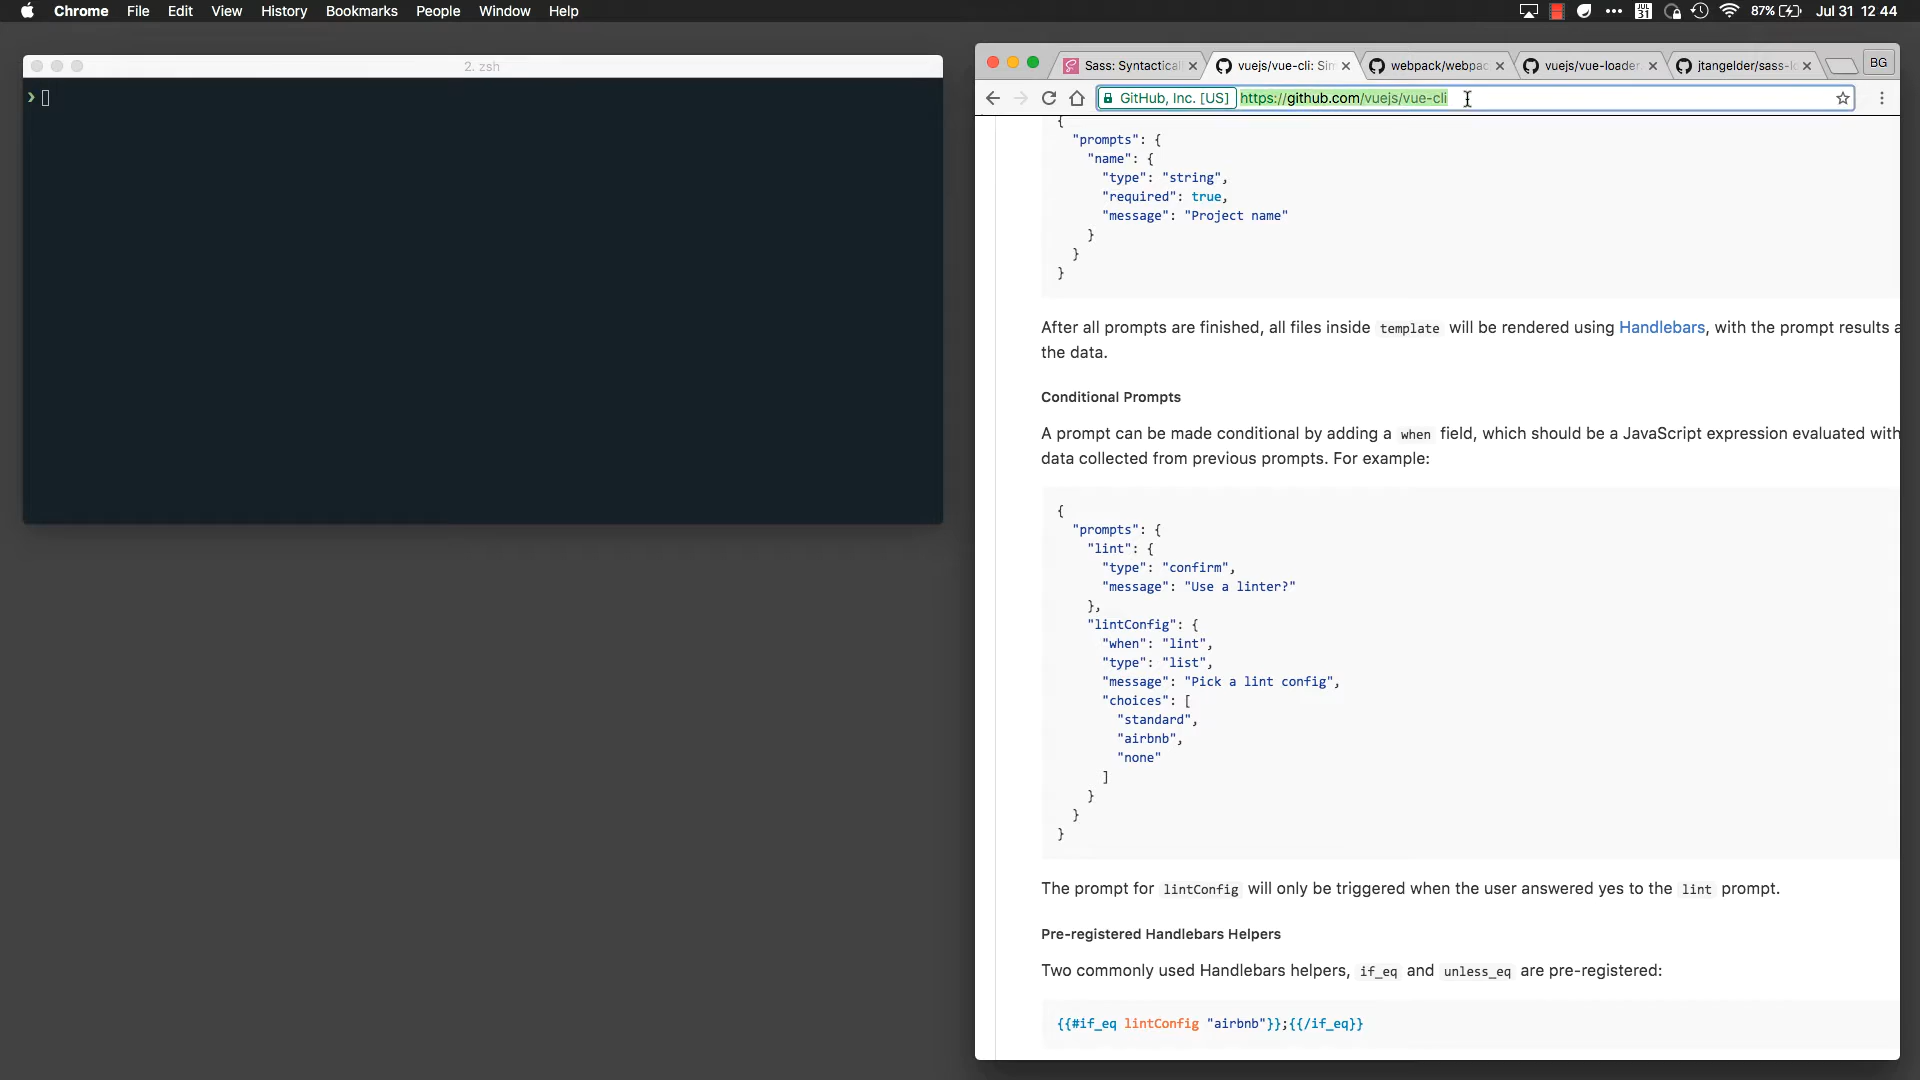 Chrome File Edit View History Bookmarks People Window Help
JUL 31 87% Jul 31 12 44
2. zsh
❯
Sass: Syntactical
vuejs/vue-cli: Sim
webpack/webpac
vuejs/vue-loader
jtangelder/sass-lo
BG
GitHub, Inc. [US] https://github.com/vuejs/vue-cli
{
"prompts": {
"name": {
"type": "string",
"required": true,
"message": "Project name"
}
}
}
After all prompts are finished, all files inside template will be rendered using Handlebars, with the prompt results a
the data.
Conditional Prompts
A prompt can be made conditional by adding a when field, which should be a JavaScript expression evaluated with
data collected from previous prompts. For example:
{
"prompts": {
"lint": {
"type": "confirm",
"message": "Use a linter?"
},
"lintConfig": {
"when": "lint",
"type": "list",
"message": "Pick a lint config",
"choices": [
"standard",
"airbnb",
"none"
]
}
}
}
The prompt for lintConfig will only be triggered when the user answered yes to the lint prompt.
Pre-registered Handlebars Helpers
Two commonly used Handlebars helpers, if_eq and unless_eq are pre-registered:
{{#if_eq lintConfig "airbnb"}};{{/if_eq}}